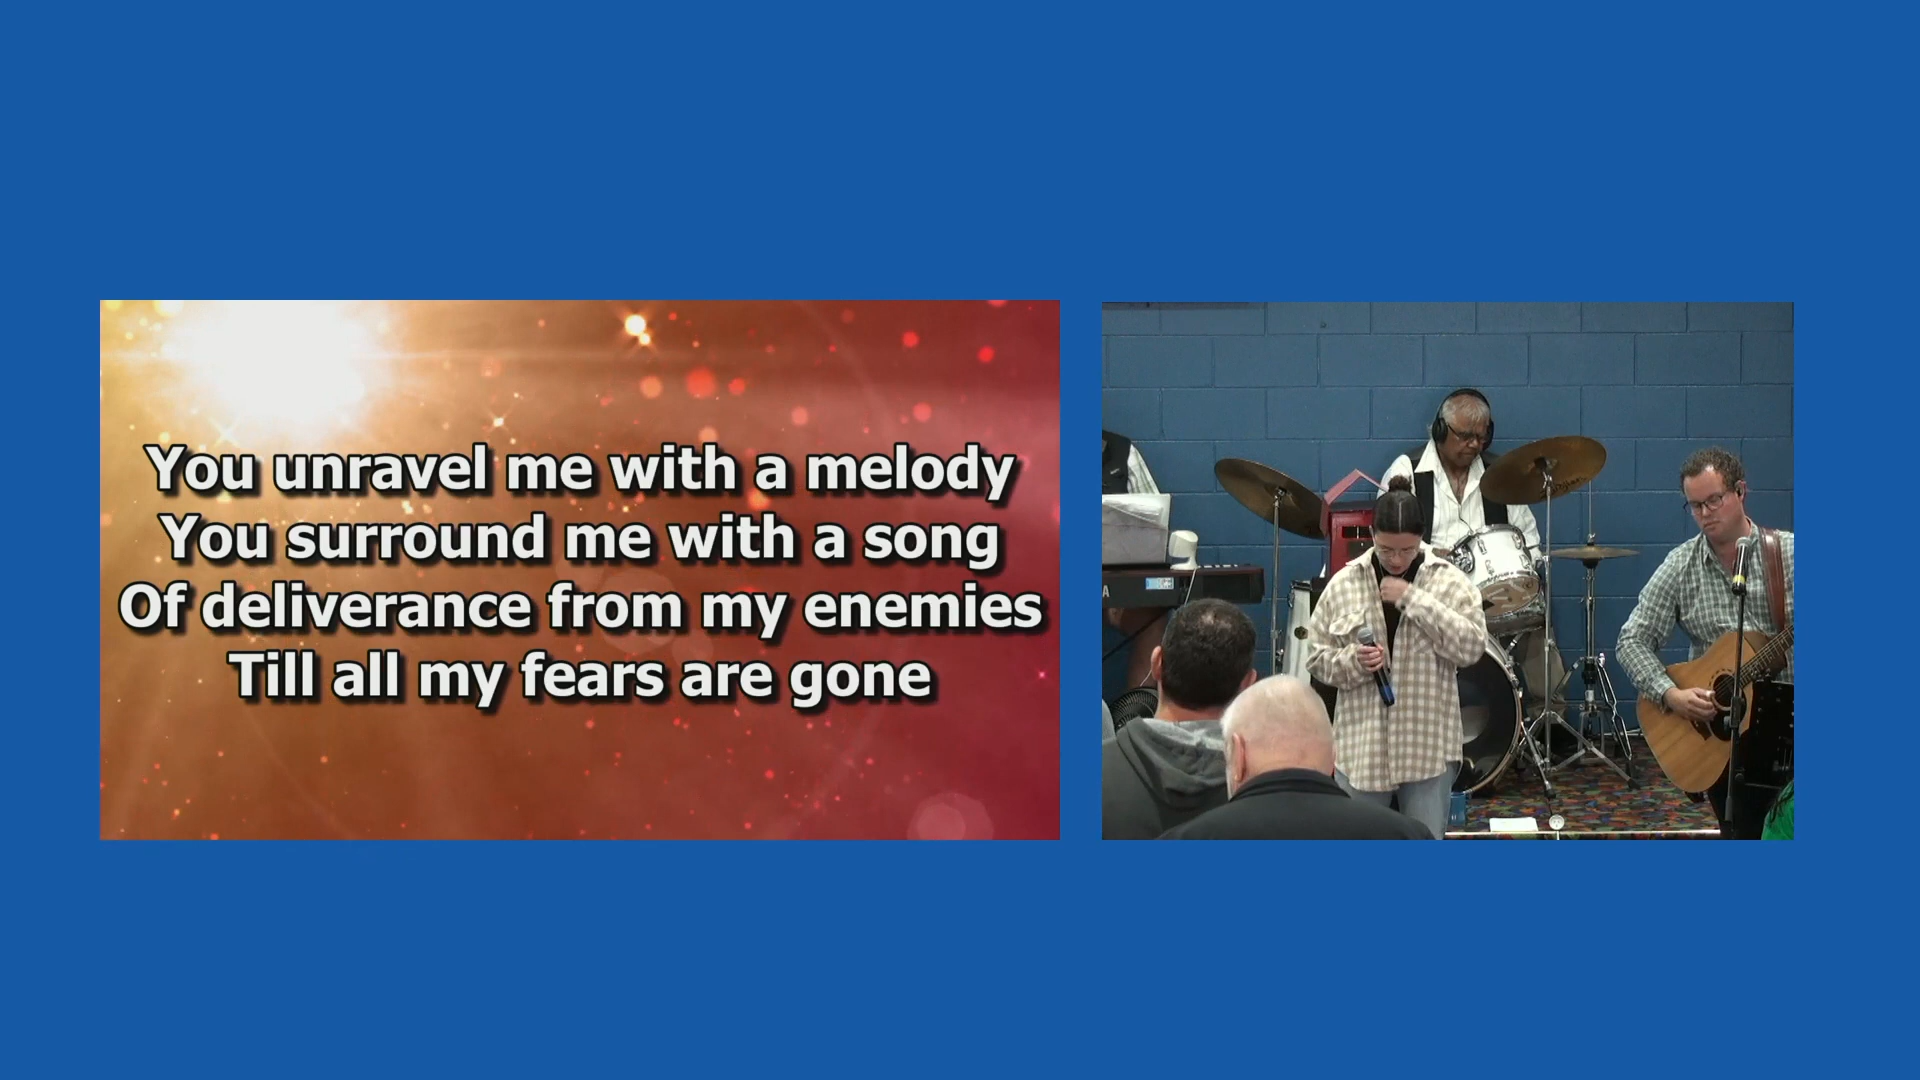 You unravel me with a melody
You surround me with a song
Of deliverance from my enemies
Till all my fears are gone